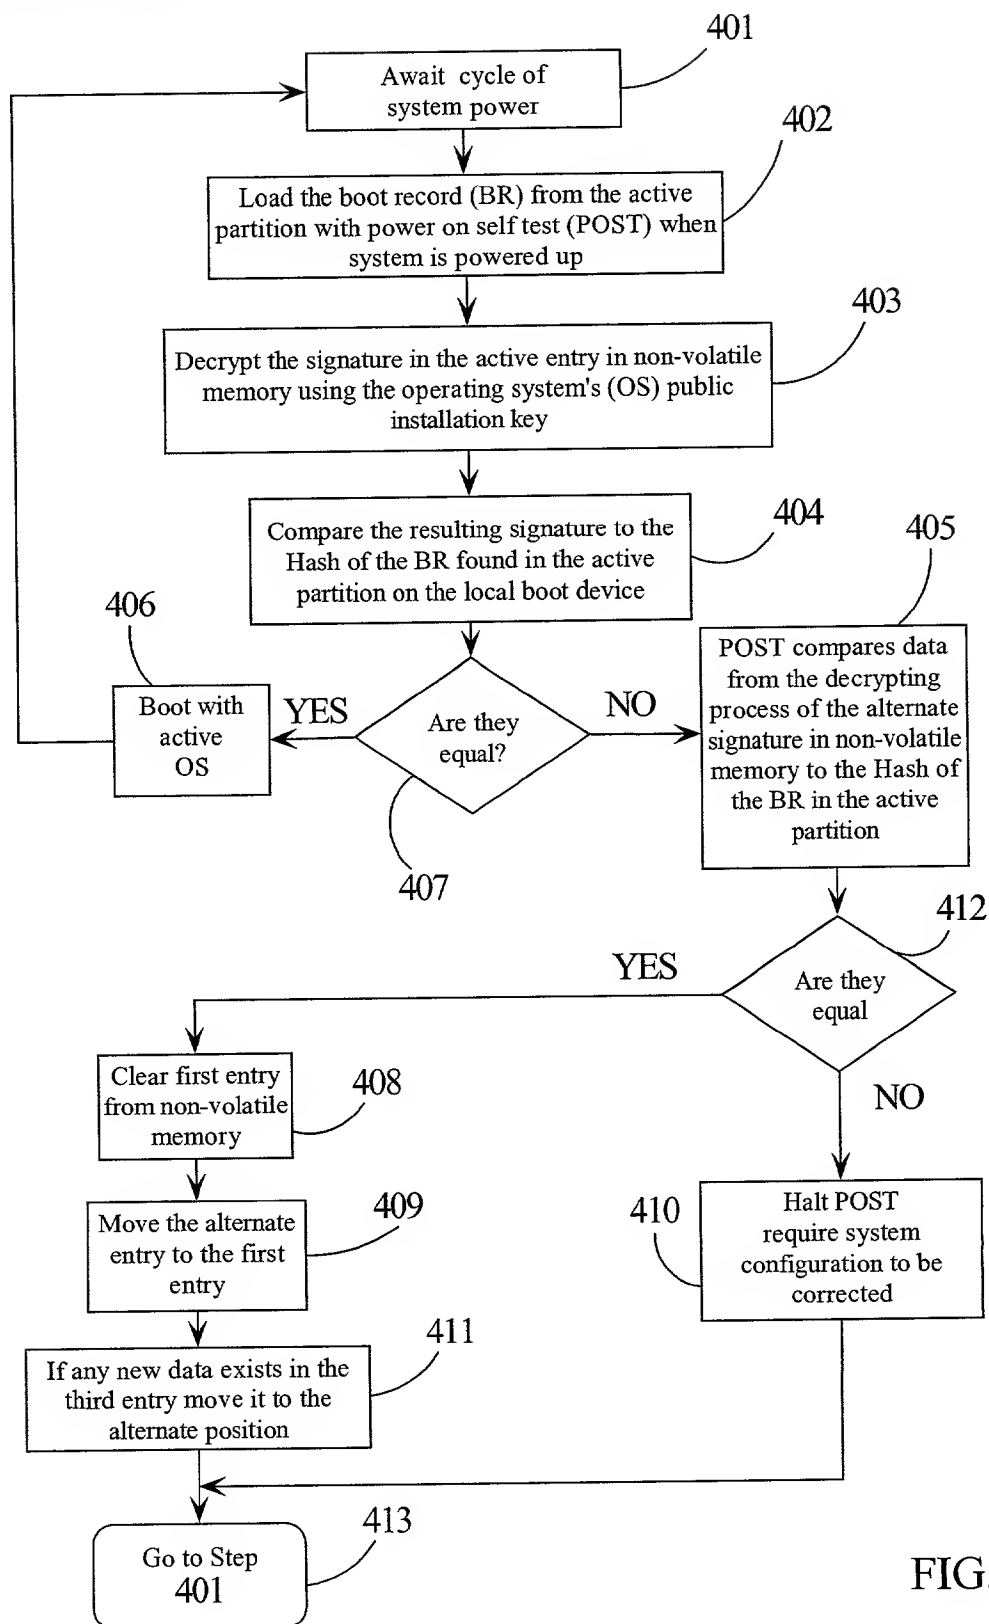 401
Await cycle of
system power
402
Load the boot record (BR) from the active
partition with power on self test (POST) when
system is powered up
403
Decrypt the signature in the active entry in non-volatile
memory using the operating system's (OS) public
installation key
404
Compare the resulting signature to the
Hash of the BR found in the active
partition on the local boot device
405
406
POST compares data
from the decrypting
process of the alternate
signature in non-volatile
memory to the Hash of
the BR in the active
partition
Boot with
active
OS
YES
Are they
equal?
NO
407
412
YES
Are they
equal
NO
Clear first entry
from non-volatile
memory
408
Move the alternate
entry to the first
entry
409
410
Halt POST
require system
configuration to be
corrected
411
If any new data exists in the
third entry move it to the
alternate position
413
Go to Step
401
FIG.